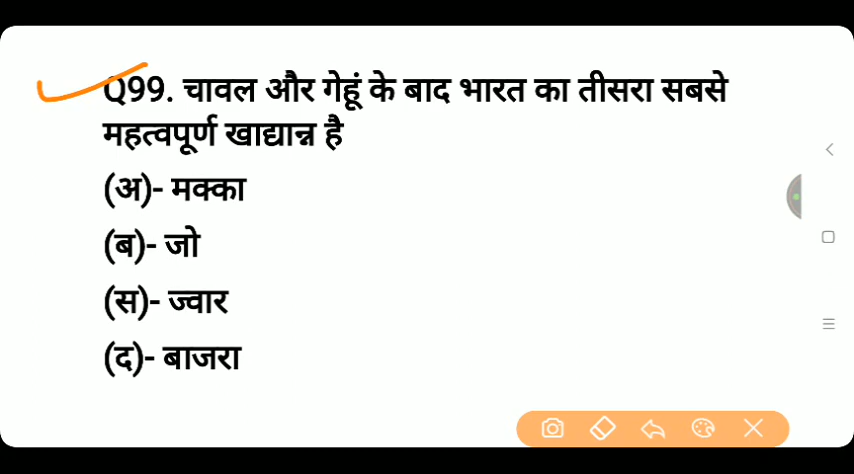 Q99. चावल और गेहूं के बाद भारत का तीसरा सबसे
महत्वपूर्ण खाद्यान्न है
(अ)- मक्का
(ब)- जो
(स)- ज्वार
(द)- बाजरा